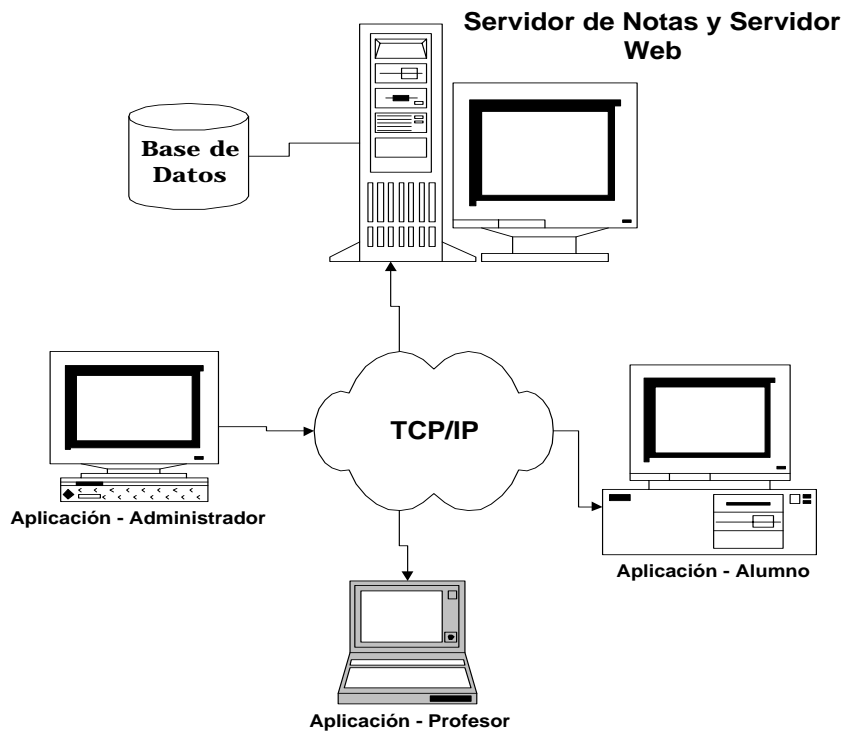 Servidor de Notas y Servidor
Web
Base de
Datos
TCP/IP
Aplicación - Administrador
Aplicación - Alumno
Aplicación - Profesor